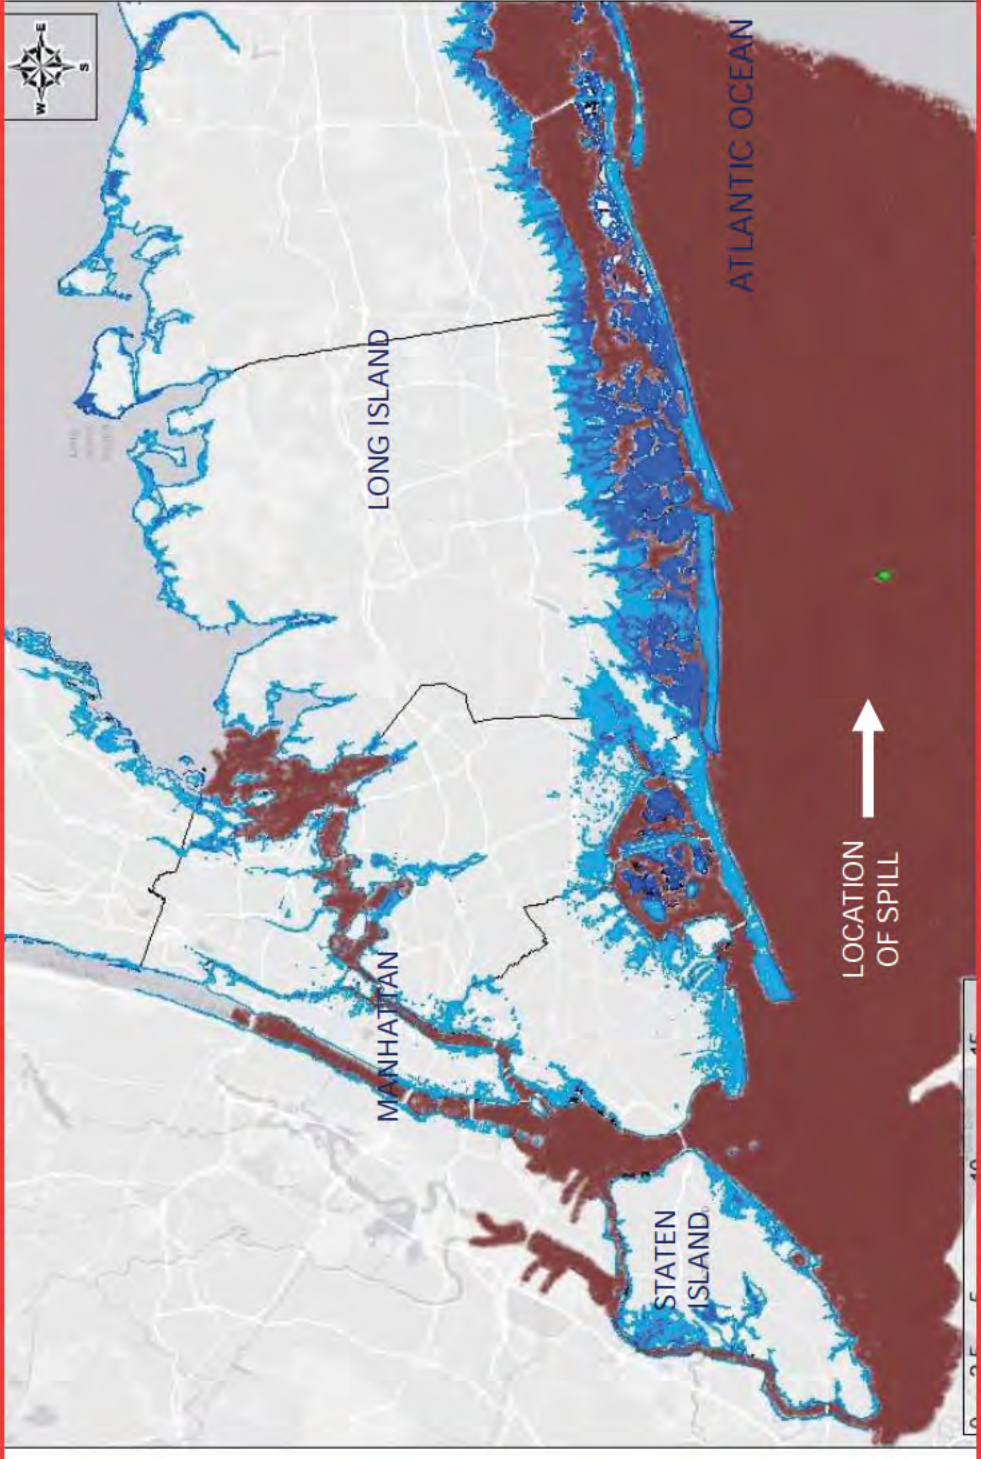 E
S
W
ATLANTIC OCEAN
LONG ISLAND
MANHATTAN
LOCATION
OF SPILL
STATEN
ISLAND